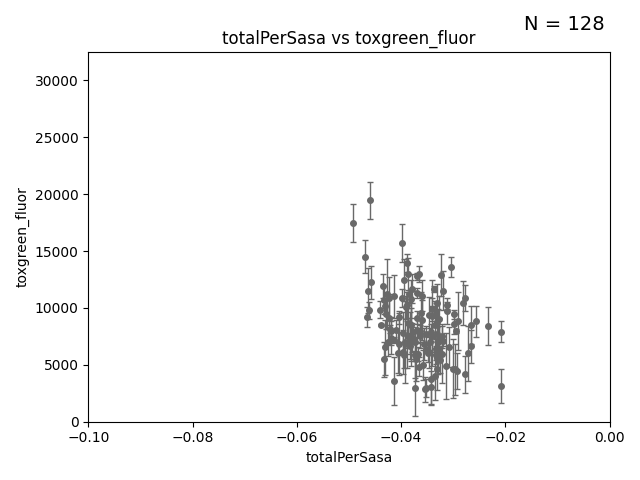 N = 128
totalPerSasa vs toxgreen_fluor
toxgreen_fluor
30000
25000
20000
15000
10000
5000
0
−0.10 −0.08 −0.06 −0.04 −0.02 0.00
totalPerSasa